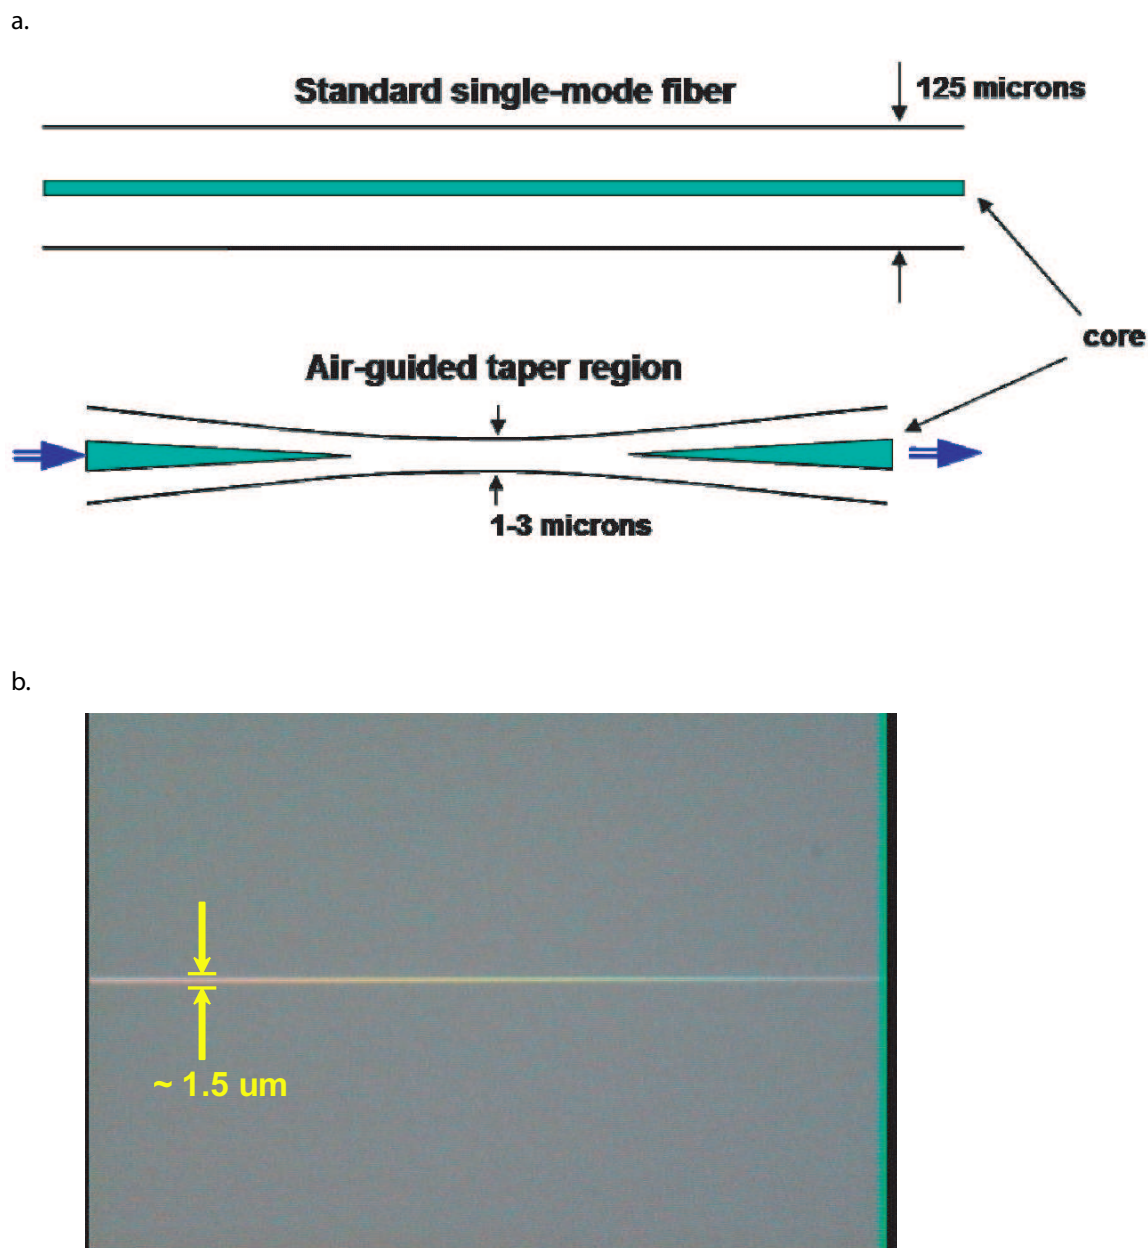 a.
Standard single-mode fiber
125 microns
core
Air-guided taper region
1-3 microns
b.
~ 1.5 um